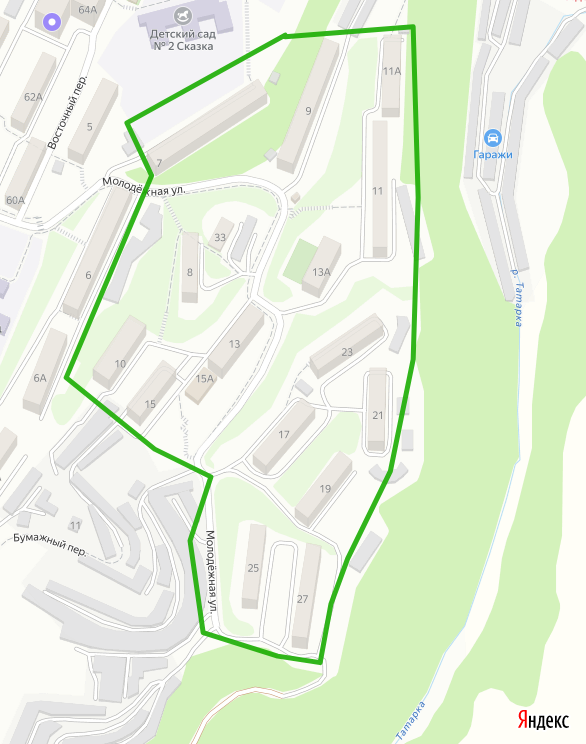 64А
Детский сад
№ 2 Сказка
62А
5
Восточный пер.
9
11А
7
Гаражи
Молодёжная ул.
60А
11
33
6
8
13А
р. Татарка
13
23
10
6А
15А
15
21
17
19
11
Бумажный пер.
Молодёжная ул.
25
27
Татарка
Яндекс